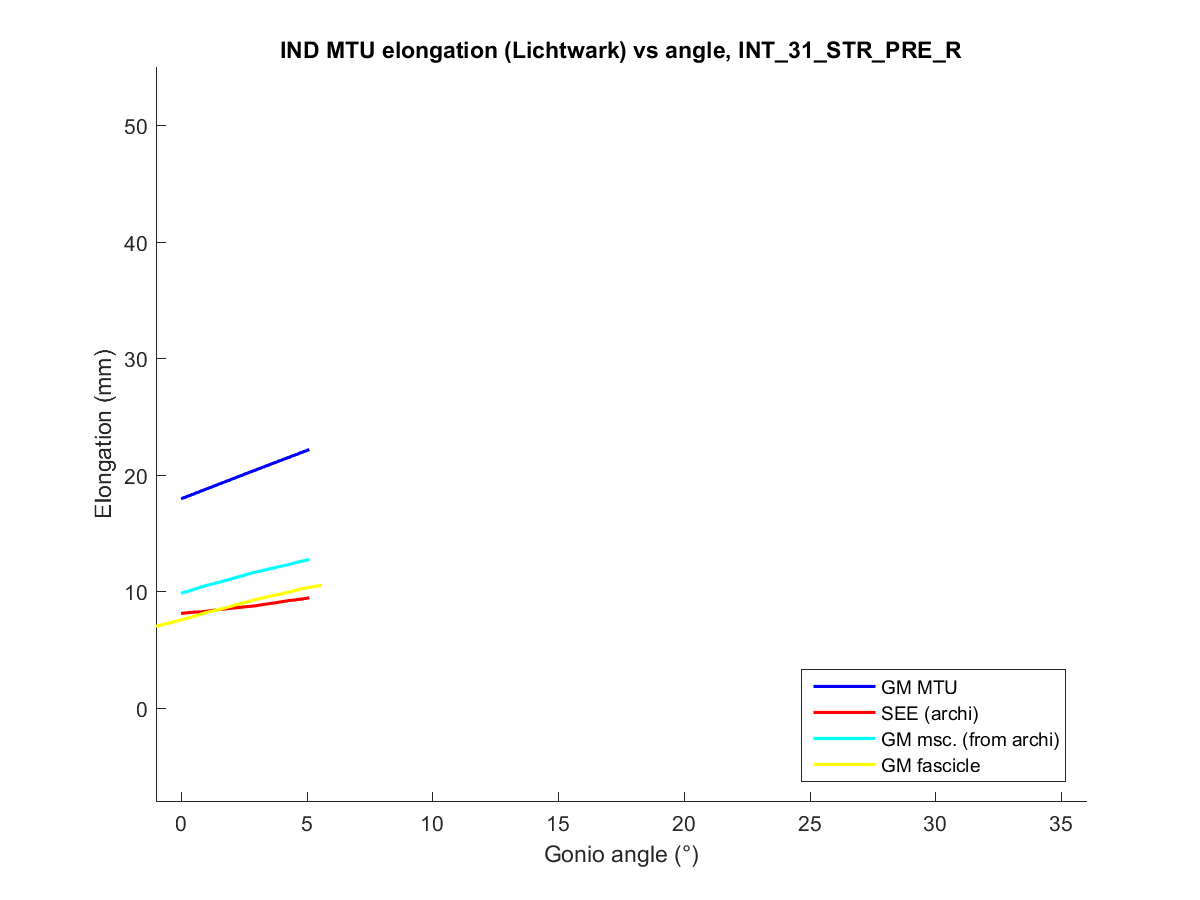 IND MTU elongation (Lichtwark) vs angle, INT_31_STR_PRE_R
50
40
30
20
10
0
Elongation (mm)
GM MTU
SEE (archi)
GM msc. (from archi)
GM fascicle
0 5 10 15 20 25 30 35
Gonio angle (°)